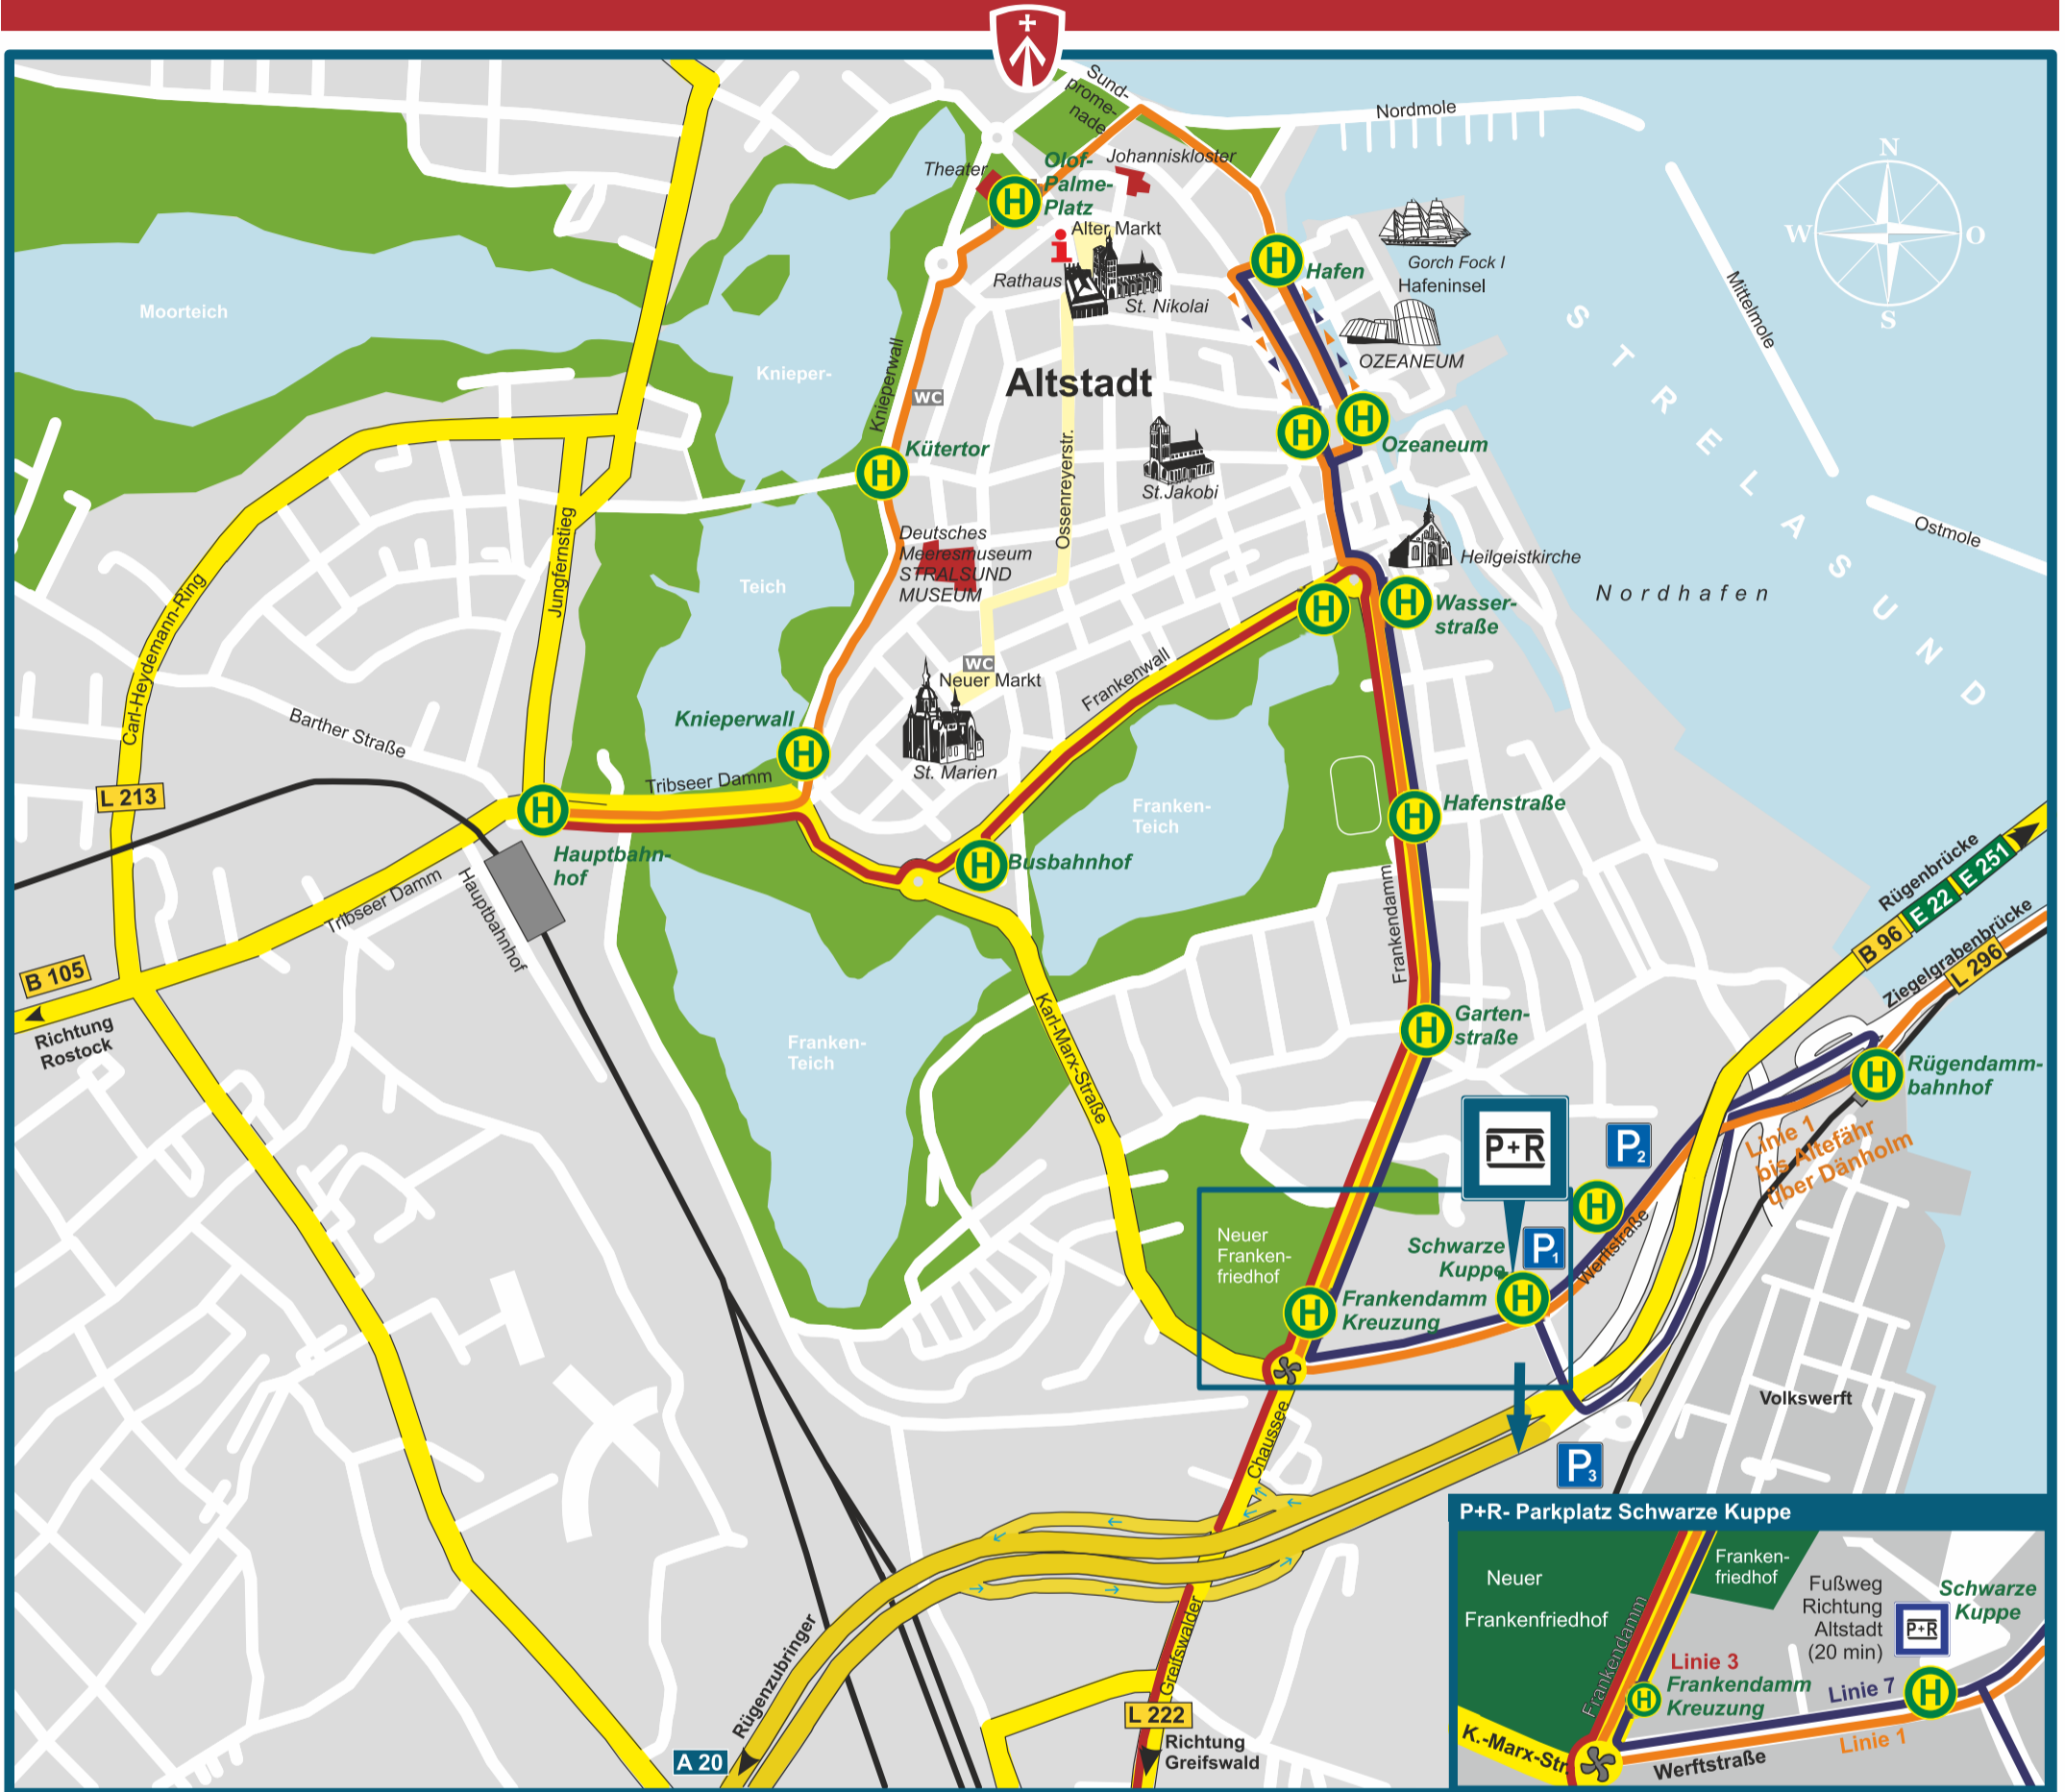 Sund-
prome-
nade
Nordmole
Theater
Olof-
Palme-
Platz
H
Johanniskloster
N
W
O
S
Alter Markt
i
Rathaus
St. Nikolai
H
Hafen
Gorch Fock I
Hafeninsel
OZEANEUM
Mittelmole
STRELASUND
Moorteich
Knieper-
Knieperwall
WC
Altstadt
H
H
Ozeaneum
Kütertor
H
St.Jakobi
Ossenreyerstr.
Ostmole
Deutsches
Meeresmuseum
STRALSUND
MUSEUM
Heilgeistkirche
Nordhafen
Teich
Jungfernstieg
Carl-Heydemann-Ring
H
H
Wasser-
straße
WC
Neuer Markt
Frankenwall
Knieperwall
H
St. Marien
Barther Straße
Tribseer Damm
L 213
H
Hauptbahn-
hof
Franken-
Teich
H
Hafenstraße
H
Busbahnhof
Tribseer Damm
Hauptbahnhof
Frankendamm
Rügenbrücke
B 96
E 22
E 251
Ziegelgrabenbrücke
L 296
B 105
Richtung
Rostock
Franken-
Teich
Karl-Marx-Straße
H
Garten-
straße
H
Rügendamm-
bahnhof
P+R
P2
Linie 1
bis Altefähr
über Dänholm
H
Neuer
Franken-
friedhof
Schwarze
Kuppe
P1
Werftstraße
H
Frankendamm
Kreuzung
H
Volkswerft
Chaussee
P3
Greifswalder
Rügenzubringer
A 20
L 222
Richtung
Greifswald
P+R- Parkplatz Schwarze Kuppe
Neuer
Frankenfriedhof
Franken-
friedhof
Fußweg
Richtung
Altstadt
(20 min)
P+R
Schwarze
Kuppe
Frankendamm
Linie 3
H
Frankendamm
Kreuzung
Linie 7
H
Linie 1
K.-Marx-Str.
Werftstraße